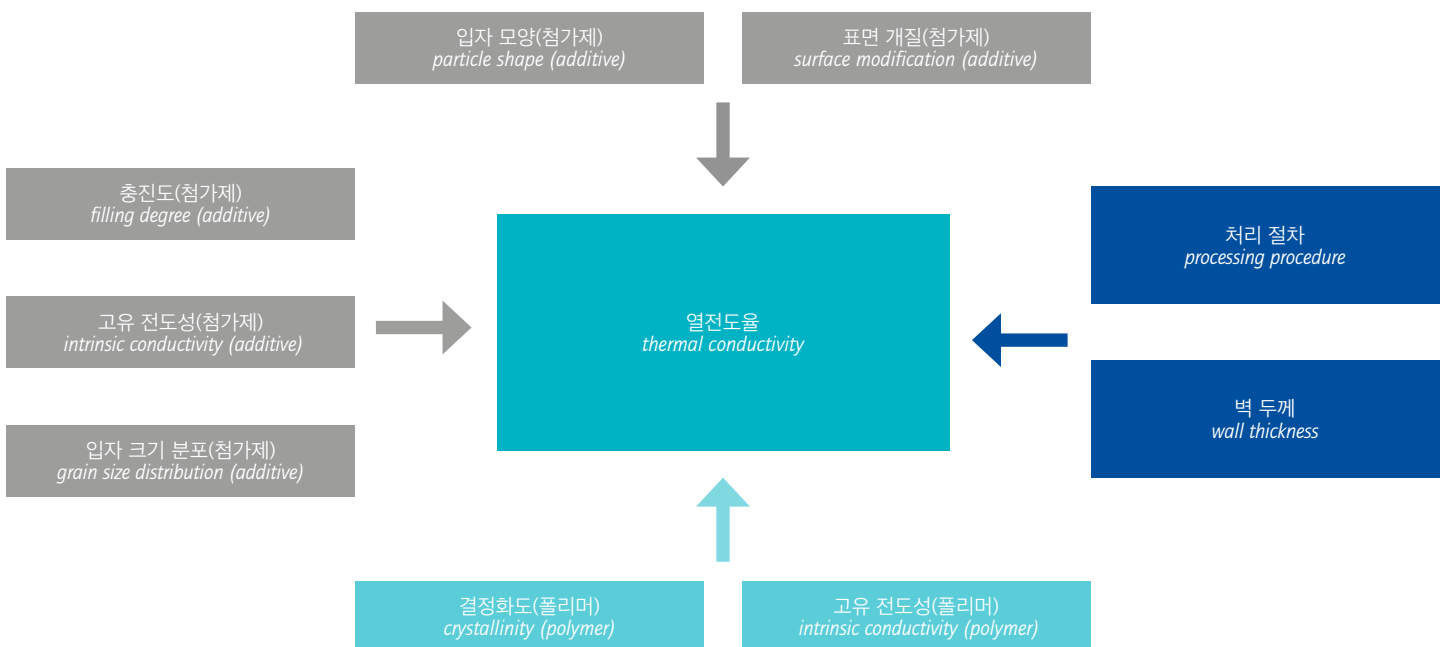 입자 모양(첨가제)
particle shape (additive)
표면 개질(첨가제)
surface modification (additive)
충진도(첨가제)
filling degree (additive)
고유 전도성(첨가제)
intrinsic conductivity (additive)
입자 크기 분포(첨가제)
grain size distribution (additive)
열전도율
thermal conductivity
처리 절차
processing procedure
벽 두께
wall thickness
결정화도(폴리머)
crystallinity (polymer)
고유 전도성(폴리머)
intrinsic conductivity (polymer)